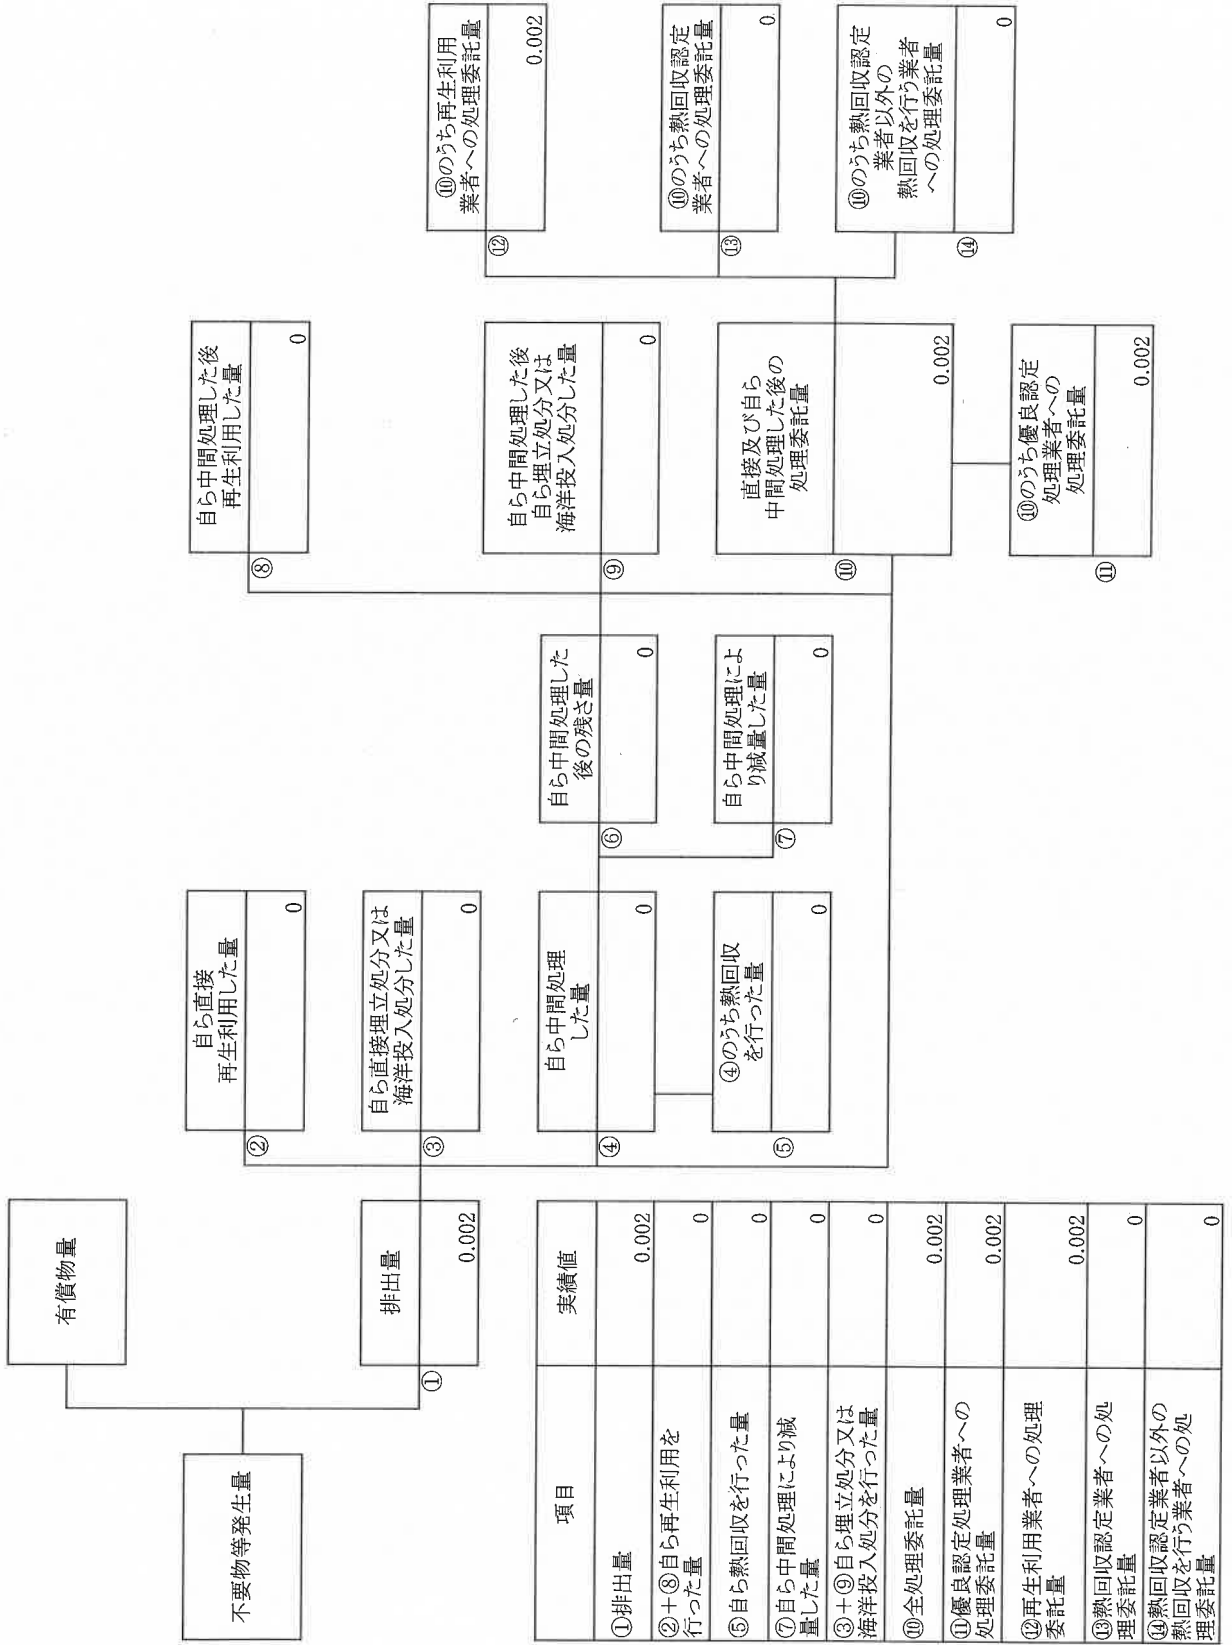 有償物量
不要物等発生量
排出量
①
0.002
自ら直接
再生利用した量
②
0
自ら直接埋立処分又は
海洋投入処分した量
③
0
自ら中間処理
した量
④
0
④のうち熱回収
を行った量
⑤
0
自ら中間処理した
後の残さ量
⑥
0
自ら中間処理によ
り減量した量
⑦
0
自ら中間処理した後
再生利用した量
⑧
0
自ら中間処理した後
自ら埋立処分又は
海洋投入処分した量
⑨
0
直接及び自ら
中間処理した後の
処理委託量
⑩
0.002
⑩のうち優良認定
処理業者への
処理委託量
⑪
0.002
⑩のうち再生利用
業者への処理委託量
⑫
0.002
⑩のうち熱回収認定
業者への処理委託量
⑬
0
⑩のうち熱回収認定
業者以外の
熱回収を行う業者
への処理委託量
⑭
0
項目 実績値
①排出量 0.002
②＋⑧自ら再生利用を
行った量 0
⑤自ら熱回収を行った量 0
⑦自ら中間処理により減
量した量 0
③＋⑨自ら埋立処分又は
海洋投入処分を行った量 0
⑩全処理委託量 0.002
⑪優良認定処理業者への
処理委託量 0.002
⑫再生利用業者への処理
委託量 0.002
⑬熱回収認定業者への処
理委託量 0
⑭熱回収認定業者以外の
熱回収を行う業者への処
理委託量 0